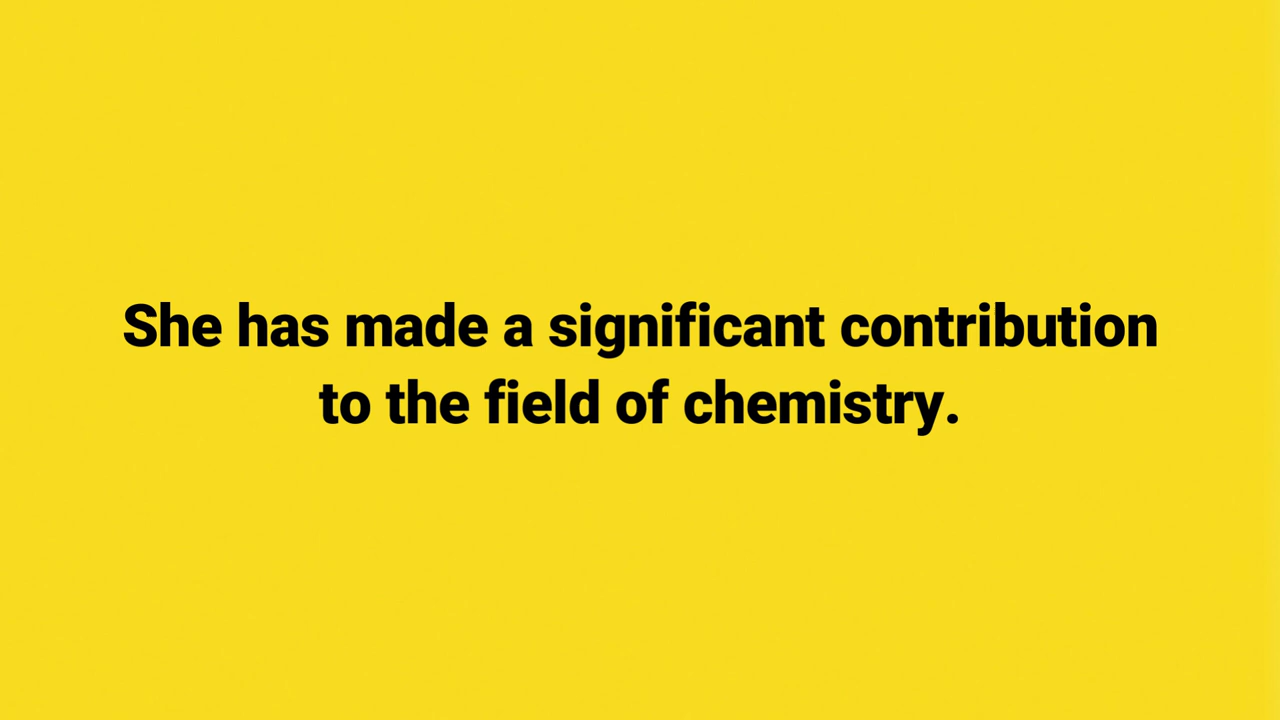 She has made a significant contribution
to the field of chemistry.